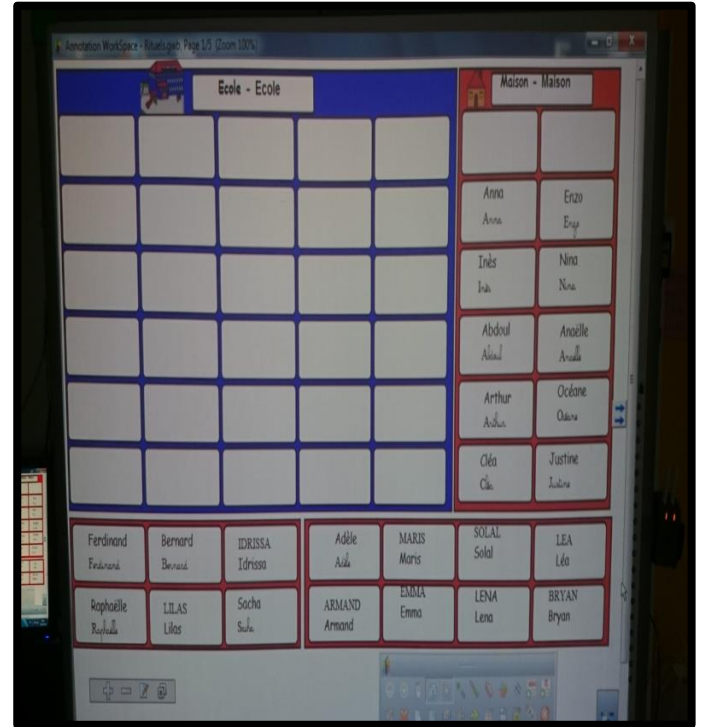 Annotation WorkSpace - Rituels.gwb Page 1/5 (Zoom 100%)
Ecole - Ecole
Maison - Maison
Anna
Anna
Enzo
Enzo
Inès
Inès
Nina
Nina
Abdoul
Abdoul
Anaëlle
Anaëlle
Arthur
Arthur
Océane
Océane
Cléa
Cléa
Justine
Justine
Ferdinand
Ferdinand
Bernard
Bernard
IDRISSA
Idrissa
Adèle
Adèle
MARIS
Maris
SOLAL
Solal
LEA
Léa
Raphaëlle
Raphaëlle
LILAS
Lilas
Sacha
Sacha
ARMAND
Armand
EMMA
Emma
LENA
Lena
BRYAN
Bryan